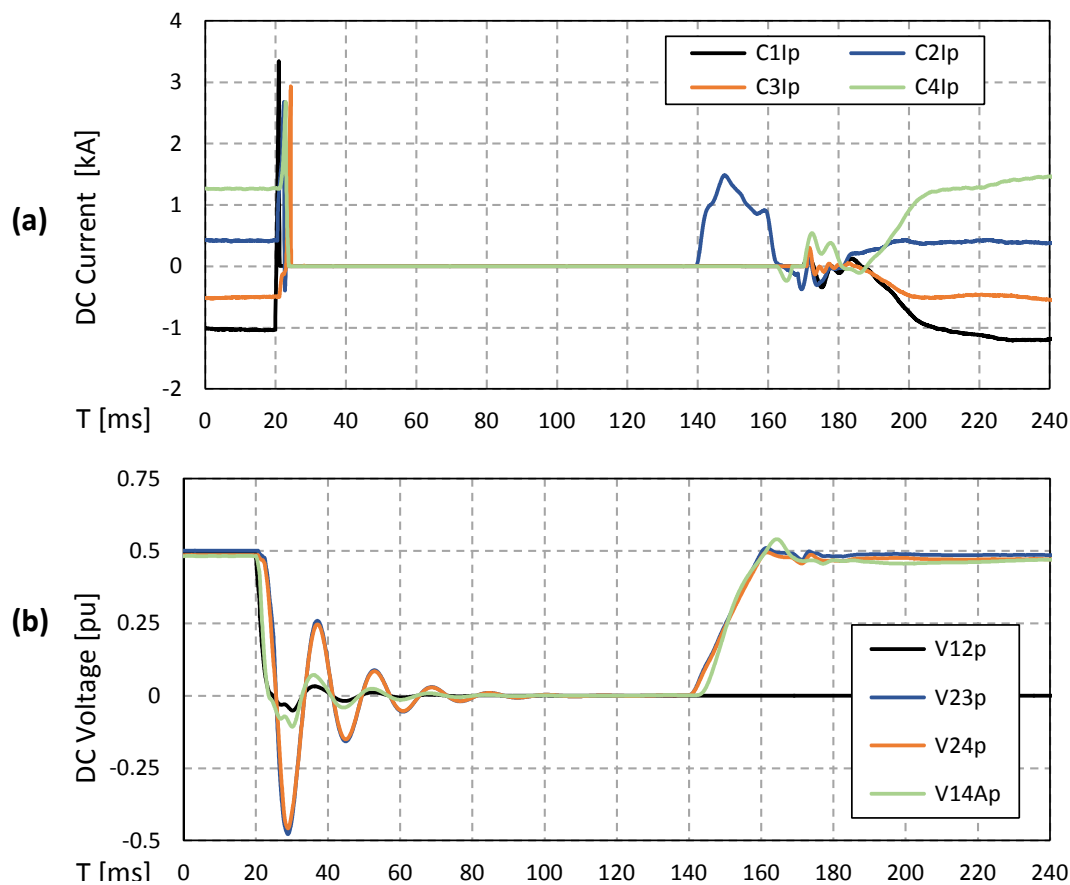 4
C1Ip C2Ip
3
C3Ip C4Ip
2
1
0
-1
-2
DC Current [kA]
(a)
T [ms] 0 20 40 60 80 100 120 140 160 180 200 220 240
0.75
0.5
0.25
0
-0.25
-0.5
DC Voltage [pu]
(b)
V12p
V23p
V24p
V14Ap
T [ms] 0 20 40 60 80 100 120 140 160 180 200 220 240